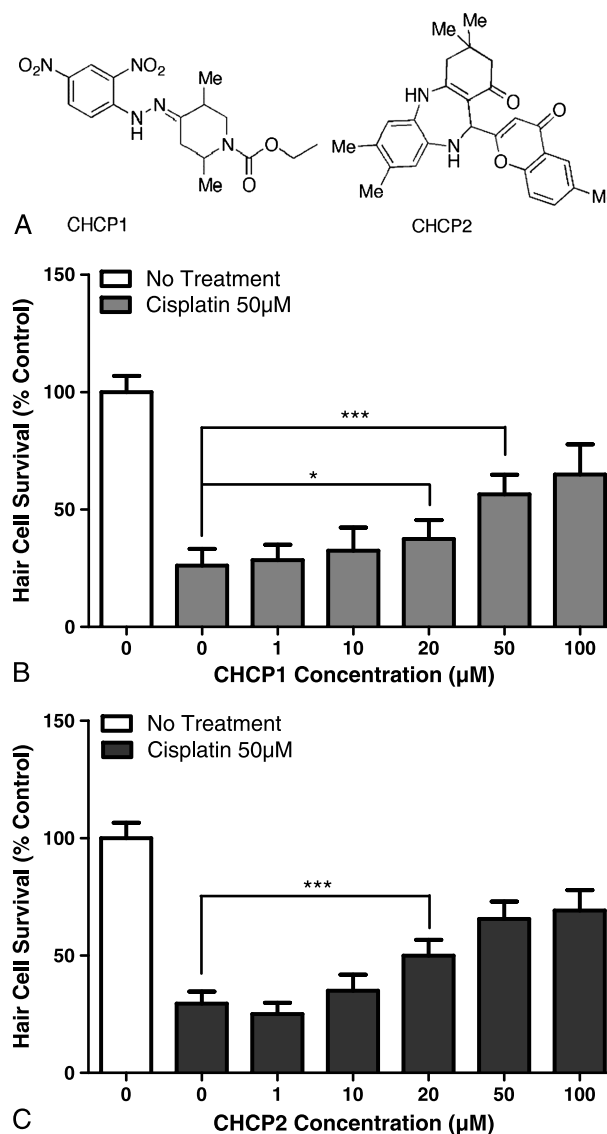 O₂N NO₂ Me
N N
H
N O
Me O
A CHCP1
Me
Me
HN O
O
Me N
H
Me O
M
CHCP2
150
No Treatment
Cisplatin 50µM
100
***
*
50
0
Hair Cell Survival (% Control)
0 0 1 10 20 50 100
B CHCP1 Concentration (µM)
150
No Treatment
Cisplatin 50µM
100
***
50
0
Hair Cell Survival (% Control)
0 0 1 10 20 50 100
C CHCP2 Concentration (µM)